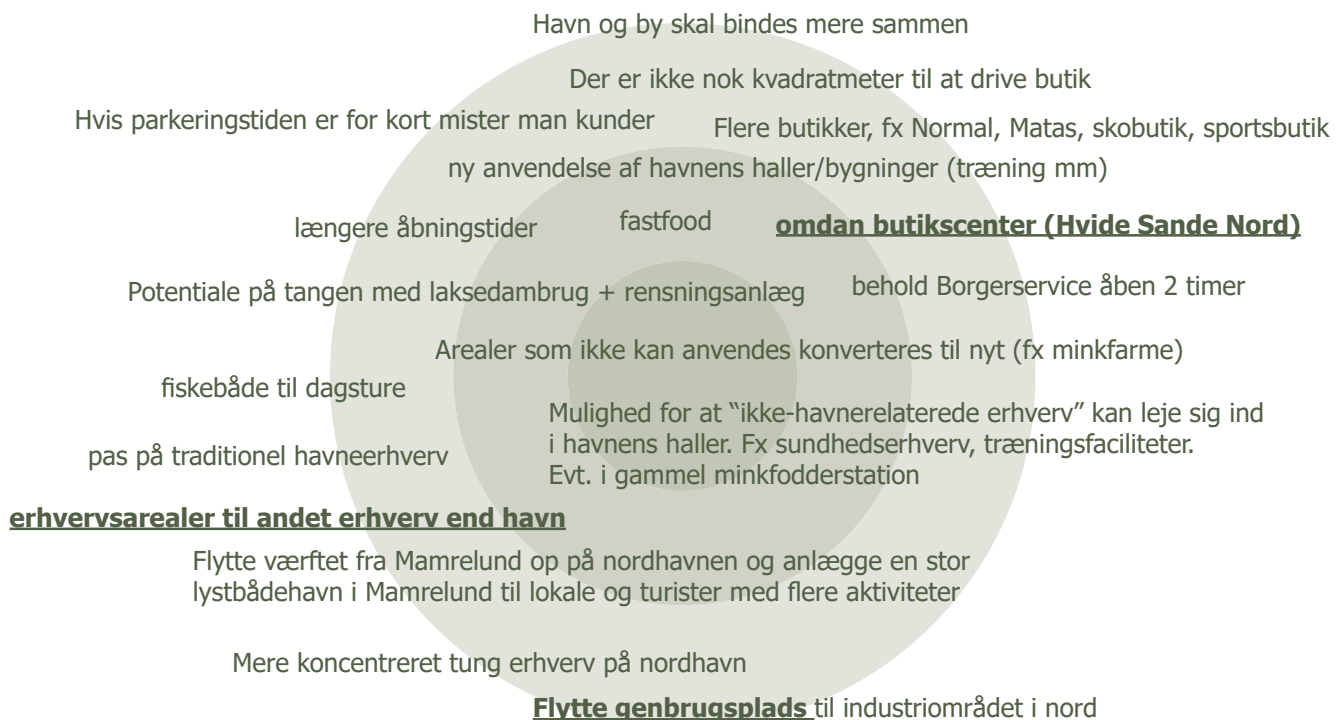 Havn og by skal bindes mere sammen
Der er ikke nok kvadratmeter til at drive butik
Hvis parkeringstiden er for kort mister man kunder
Flere butikker, fx Normal, Matas, skobutik, sportsbutik
ny anvendelse af havnens haller/bygninger (træning mm)
længere åbningstider
fastfood
omdan butikscenter (Hvide Sande Nord)
Potentiale på tangen med laksedambrug + rensningsanlæg
behold Borgerservice åben 2 timer
Arealer som ikke kan anvendes konverteres til nyt (fx minkfarme)
fiskebåde til dagsture
Mulighed for at “ikke-havnerelaterede erhverv” kan leje sig ind
i havnens haller. Fx sundhedserhverv, træningsfaciliteter.
Evt. i gammel minkfodderstation
pas på traditionel havneerhverv
erhvervsarealer til andet erhverv end havn
Flytte værftet fra Mamrelund op på nordhavnen og anlægge en stor
lystbådehavn i Mamrelund til lokale og turister med flere aktiviteter
Mere koncentreret tung erhverv på nordhavn
Flytte genbrugsplads til industriområdet i nord